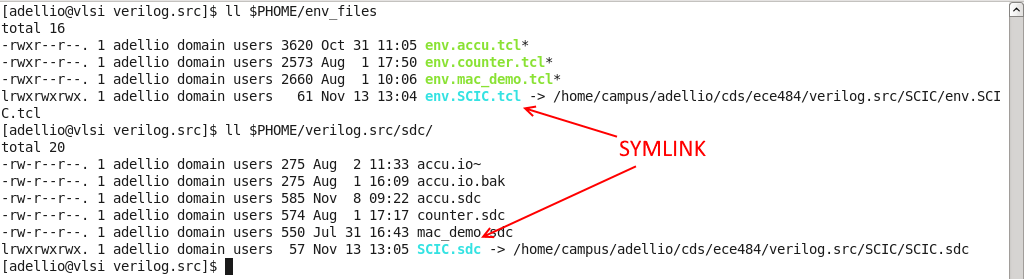 [adellio@vlsi verilog.src]$ ll $PHOME/env_files
total 16
-rwxr--r--. 1 adellio domain users 3620 Oct 31 11:05 env.accu.tcl*
-rwxr--r--. 1 adellio domain users 2573 Aug  1 17:50 env.counter.tcl*
-rwxr--r--. 1 adellio domain users 2660 Aug  1 10:06 env.mac_demo.tcl*
lrwxrwxrwx. 1 adellio domain users   61 Nov 13 13:04 env.SCIC.tcl -> /home/campus/adellio/cds/ece484/verilog.src/SCIC/env.SCI
C.tcl
[adellio@vlsi verilog.src]$ ll $PHOME/verilog.src/sdc/
total 20
SYMLINK
-rw-r--r--. 1 adellio domain users 275 Aug  2 11:33 accu.io~
-rw-r--r--. 1 adellio domain users 275 Aug  1 16:09 accu.io.bak
-rw-r--r--. 1 adellio domain users 585 Nov  8 09:22 accu.sdc
-rw-r--r--. 1 adellio domain users 574 Aug  1 17:17 counter.sdc
-rw-r--r--. 1 adellio domain users 550 Jul 31 16:43 mac_demo.sdc
lrwxrwxrwx. 1 adellio domain users  57 Nov 13 13:05 SCIC.sdc -> /home/campus/adellio/cds/ece484/verilog.src/SCIC/SCIC.sdc
[adellio@vlsi verilog.src]$